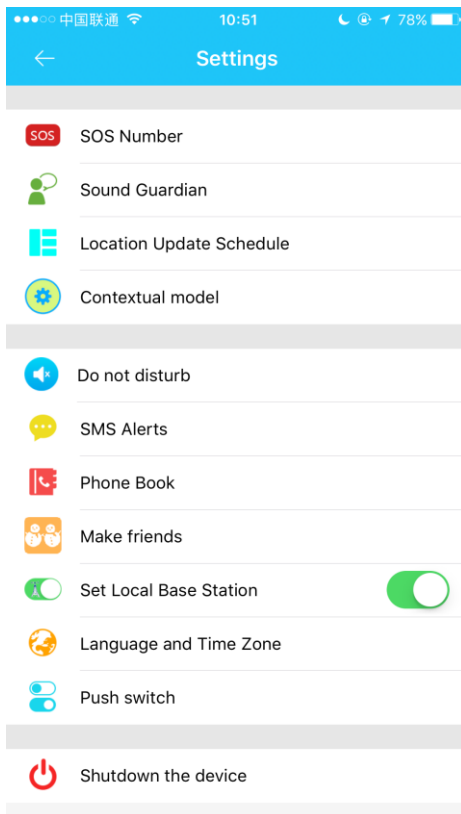 中国联通 10:51 78%
Settings
SOS SOS Number
Sound Guardian
Location Update Schedule
Contextual model
Do not disturb
SMS Alerts
Phone Book
Make friends
Set Local Base Station
Language and Time Zone
Push switch
Shutdown the device